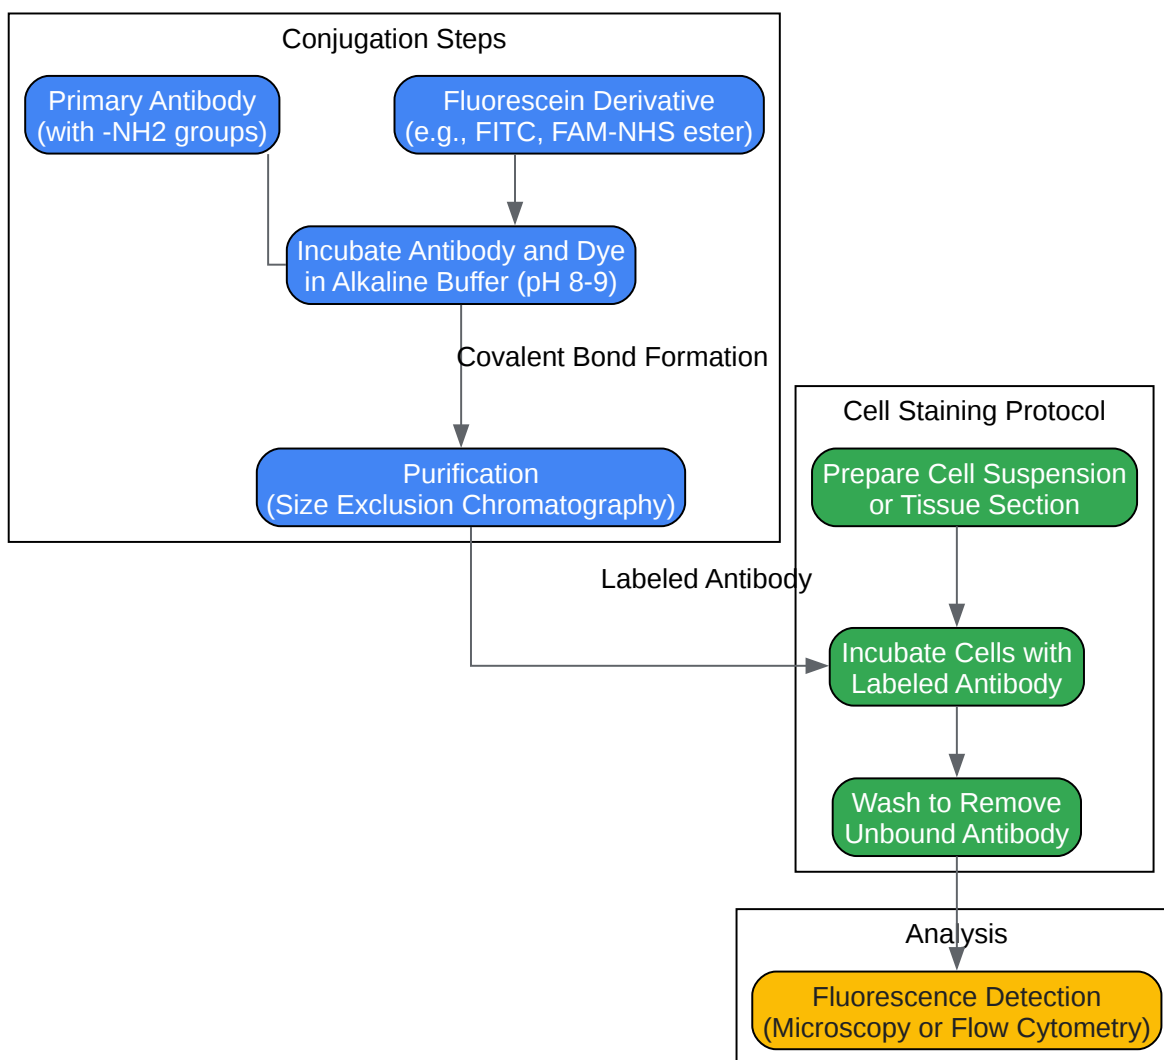 Conjugation Steps
Primary Antibody
(with -NH2 groups)
Fluorescein Derivative
(e.g., FITC, FAM-NHS ester)
Incubate Antibody and Dye
in Alkaline Buffer (pH 8-9)
Covalent Bond Formation
Purification
(Size Exclusion Chromatography)
Labeled Antibody
Cell Staining Protocol
Prepare Cell Suspension
or Tissue Section
Incubate Cells with
Labeled Antibody
Wash to Remove
Unbound Antibody
Analysis
Fluorescence Detection
(Microscopy or Flow Cytometry)